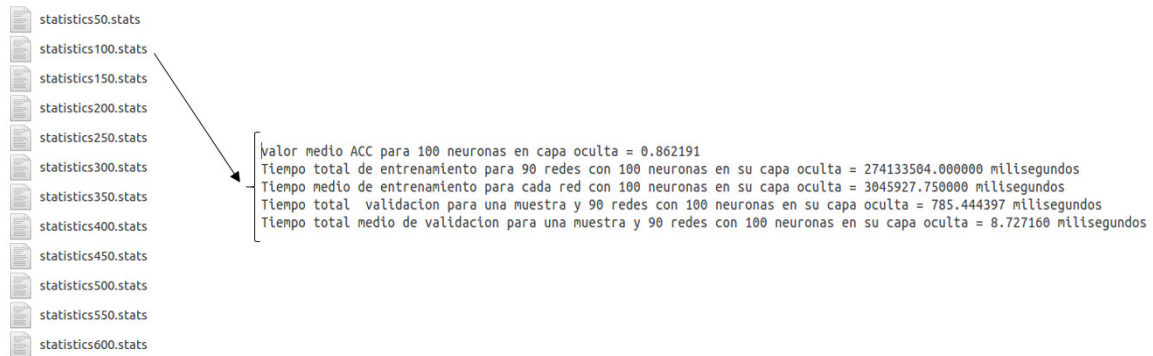 statistics50.stats
statistics100.stats
statistics150.stats
statistics200.stats
statistics250.stats
statistics300.stats
statistics350.stats
statistics400.stats
statistics450.stats
statistics500.stats
statistics550.stats
statistics600.stats
valor medio ACC para 100 neuronas en capa oculta = 0.862191
Tiempo total de entrenamiento para 90 redes con 100 neuronas en su capa oculta = 274133504.000000 milisegundos
Tiempo medio de entrenamiento para cada red con 100 neuronas en su capa oculta = 3045927.750000 milisegundos
Tiempo total  validacion para una muestra y 90 redes con 100 neuronas en su capa oculta = 785.444397 milisegundos
Tiempo total medio de validacion para una muestra y 90 redes con 100 neuronas en su capa oculta = 8.727160 milisegundos